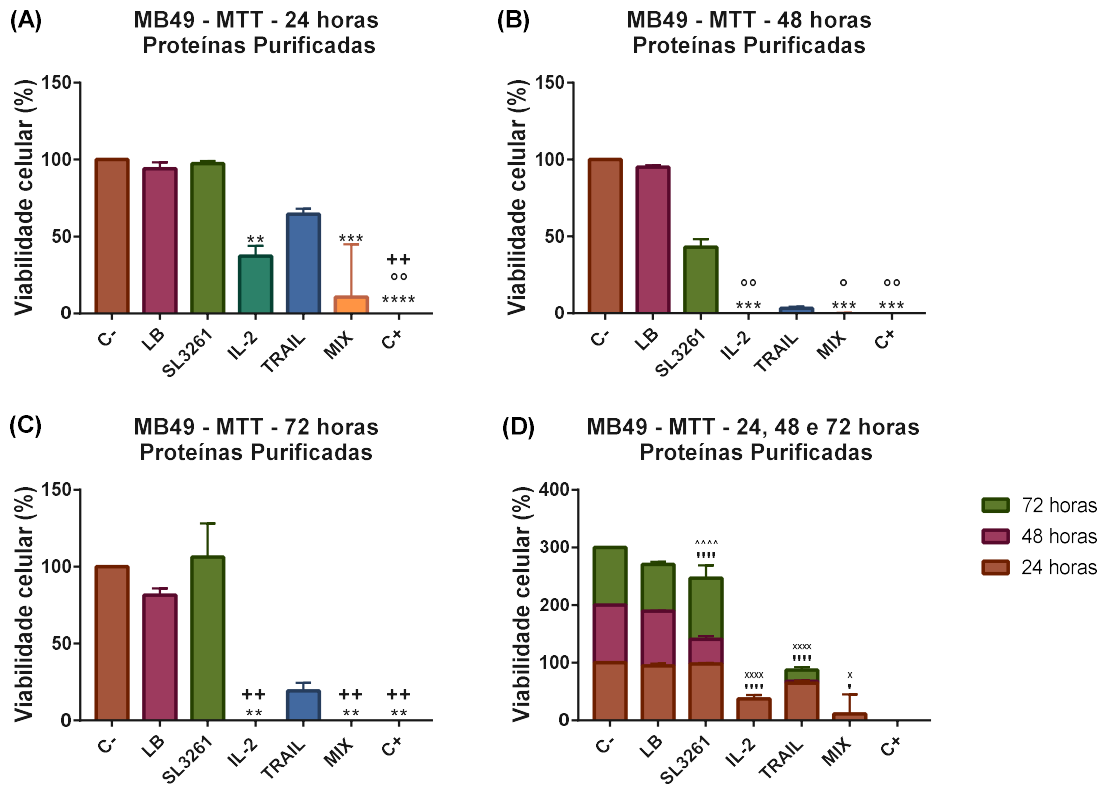 (A)
MB49 - MTT - 24 horas
Proteínas Purificadas
Viabilidade celular (%)
150
100
50
0
**
***
++
°°
****
C-
LB
SL3261
IL-2
TRAIL
MIX
C+
(B)
MB49 - MTT - 48 horas
Proteínas Purificadas
Viabilidade celular (%)
150
100
50
0
°°
***
°
***
°°
***
C-
LB
SL3261
IL-2
TRAIL
MIX
C+
(C)
MB49 - MTT - 72 horas
Proteínas Purificadas
Viabilidade celular (%)
150
100
50
0
++
**
++
**
++
**
C-
LB
SL3261
IL-2
TRAIL
MIX
C+
(D)
MB49 - MTT - 24, 48 e 72 horas
Proteínas Purificadas
Viabilidade celular (%)
400
300
200
100
0
^^^^
''''
xxxx
''''
xxxx
''''
x
'
C-
LB
SL3261
IL-2
TRAIL
MIX
C+
72 horas
48 horas
24 horas